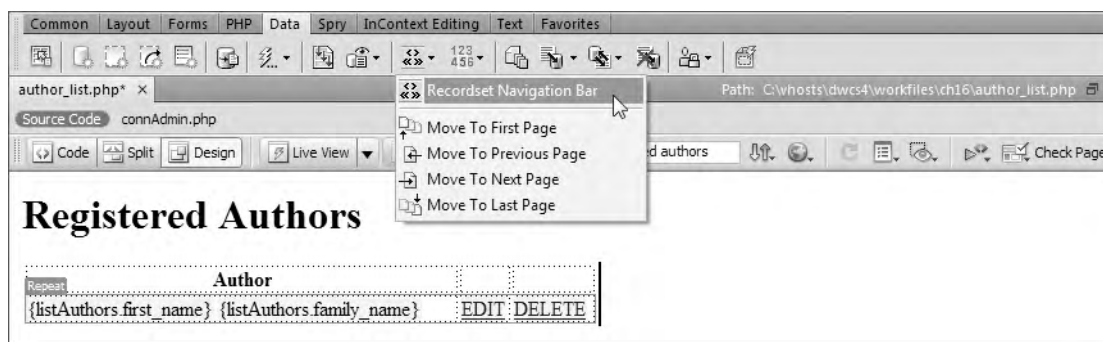 Common Layout Forms PHP Data Spry InContext Editing Text Favorites
123
456
author_list.php* ×
Path: C:\vhosts\dwcs4\workfiles\ch16\author_list.php
Source Code connAdmin.php
Recordset Navigation Bar
Move To First Page
Move To Previous Page
Move To Next Page
Move To Last Page
Code Split Design Live View d authors Check Page
Registered Authors
Repeat
Author
{listAuthors.first_name} {listAuthors.family_name} EDIT DELETE